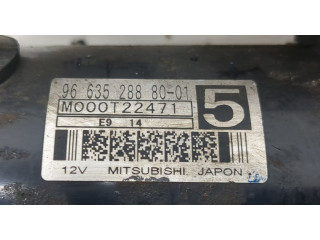 96 635 288 80-01
M000T22471
5
E9 14
12V MITSUBISHI JAPON